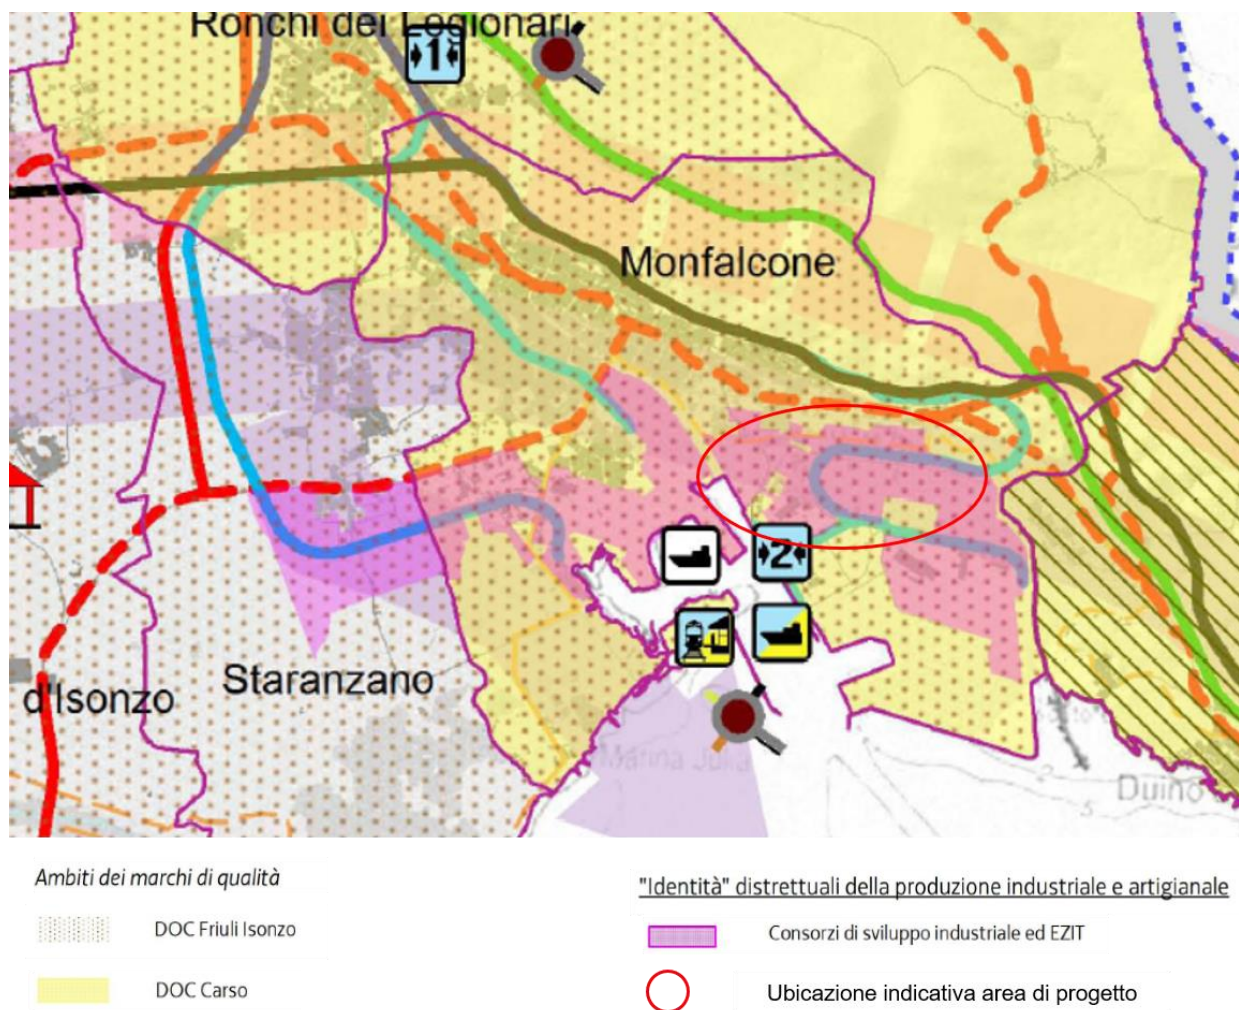 Ronchi dei Legionari
1
Monfalcone
2
Staranzano
d'Isonzo
Marina Julia
Duino
2
5
Ambiti dei marchi di qualità
"Identità" distrettuali della produzione industriale e artigianale
DOC Friuli Isonzo
Consorzi di sviluppo industriale ed EZIT
DOC Carso
Ubicazione indicativa area di progetto